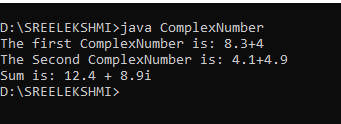 D:\SREELEKSHMI>java ComplexNumber
The first ComplexNumber is: 8.3+4
The Second ComplexNumber is: 4.1+4.9
Sum is: 12.4 + 8.9i
D:\SREELEKSHMI>